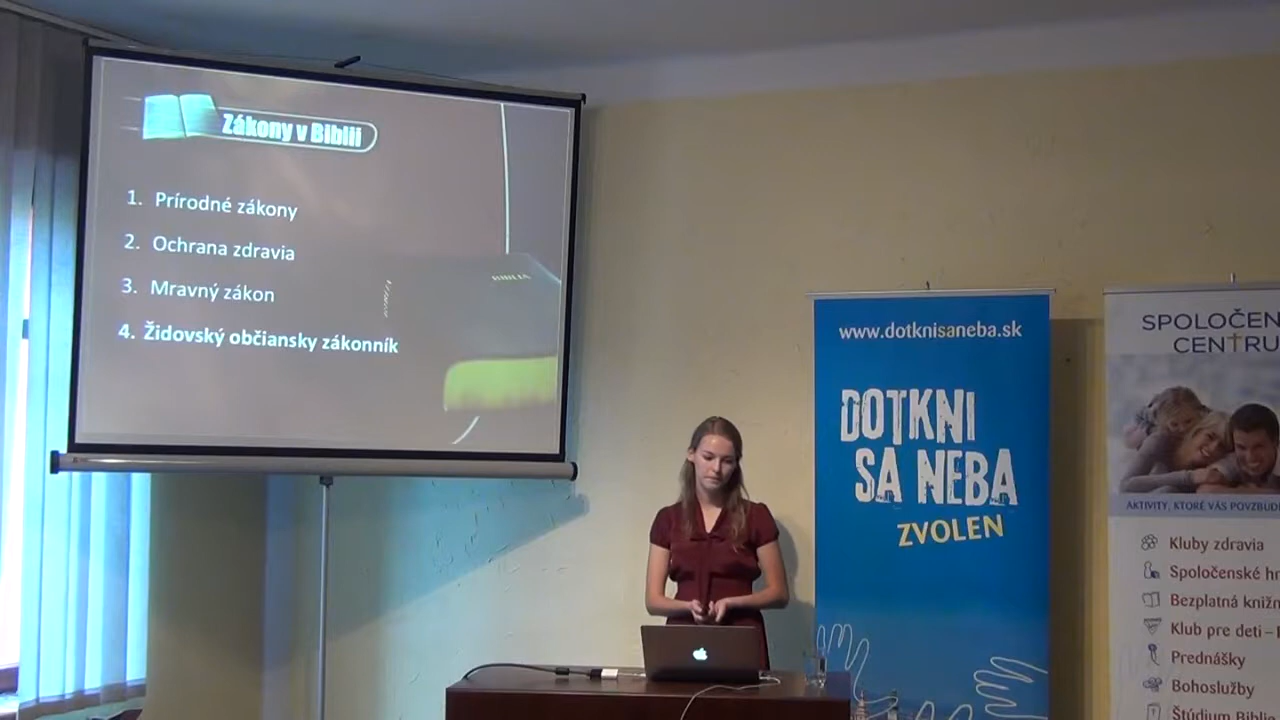 Zákony v Biblii
1. Prírodné zákony
2. Ochrana zdravia
3. Mravný zákon
4. Židovský občiansky zákonník
BIBLIA
www.dotknisaneba.sk
DOTKNI
SA NEBA
ZVOLEN
SPOLOČEN
CENTRU
AKTIVITY, KTORÉ VÁS POVZBUD
Kluby zdravia
Spoločenské h
Bezplatná knižn
Klub pre deti –
Prednášky
Bohoslužby
Štúdium Biblie